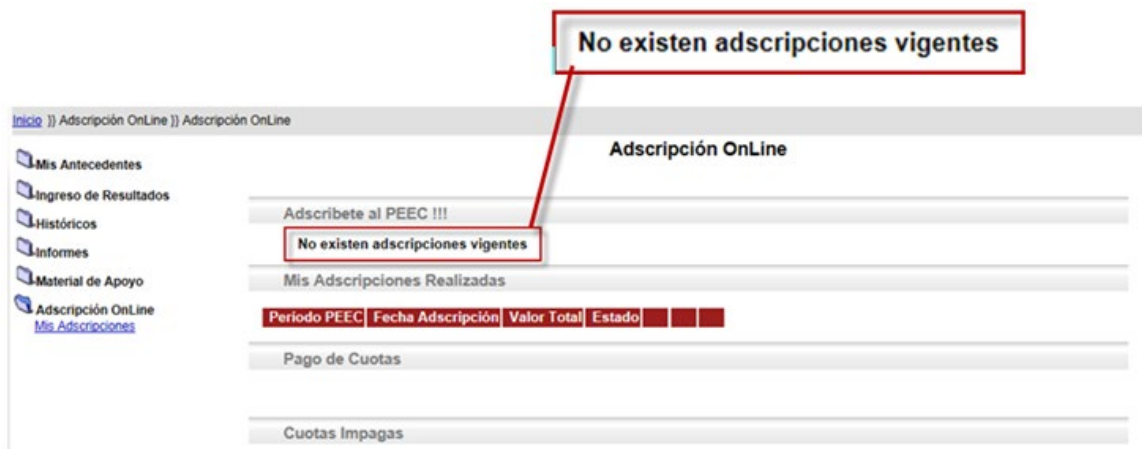 No existen adscripciones vigentes
Inicio )) Adscripción OnLine )) Adscripción OnLine
Adscripción OnLine
Mis Antecedentes
Ingreso de Resultados
Históricos
Informes
Material de Apoyo
Adscripción OnLine
Mis Adscripciones
Adscribete al PEEC !!!
No existen adscripciones vigentes
Mis Adscripciones Realizadas
Periodo PEEC Fecha Adscripción Valor Total Estado
Pago de Cuotas
Cuotas Impagas